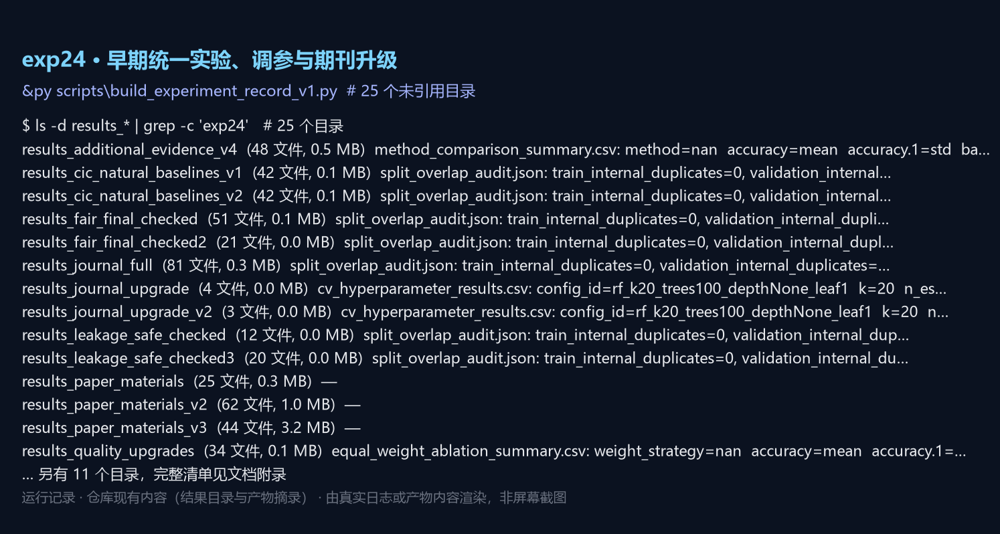 exp24 • 早期统一实验、调参与期刊升级
&py scripts\build_experiment_record_v1.py  # 25 个未引用目录
$ ls -d results_* | grep -c 'exp24'   # 25 个目录
results_additional_evidence_v4  (48 文件, 0.5 MB)  method_comparison_summary.csv: method=nan  accuracy=mean  accuracy.1=std  ba…
results_cic_natural_baselines_v1  (42 文件, 0.1 MB)  split_overlap_audit.json: train_internal_duplicates=0, validation_internal…
results_cic_natural_baselines_v2  (42 文件, 0.1 MB)  split_overlap_audit.json: train_internal_duplicates=0, validation_internal…
results_fair_final_checked  (51 文件, 0.1 MB)  split_overlap_audit.json: train_internal_duplicates=0, validation_internal_dupli…
results_fair_final_checked2  (21 文件, 0.0 MB)  split_overlap_audit.json: train_internal_duplicates=0, validation_internal_dupl…
results_journal_full  (81 文件, 0.3 MB)  split_overlap_audit.json: train_internal_duplicates=0, validation_internal_duplicates=…
results_journal_upgrade  (4 文件, 0.0 MB)  cv_hyperparameter_results.csv: config_id=rf_k20_trees100_depthNone_leaf1  k=20  n_es…
results_journal_upgrade_v2  (3 文件, 0.0 MB)  cv_hyperparameter_results.csv: config_id=rf_k20_trees100_depthNone_leaf1  k=20  n…
results_leakage_safe_checked  (12 文件, 0.0 MB)  split_overlap_audit.json: train_internal_duplicates=0, validation_internal_dup…
results_leakage_safe_checked3  (20 文件, 0.0 MB)  split_overlap_audit.json: train_internal_duplicates=0, validation_internal_du…
results_paper_materials  (25 文件, 0.3 MB)  —
results_paper_materials_v2  (62 文件, 1.0 MB)  —
results_paper_materials_v3  (44 文件, 3.2 MB)  —
results_quality_upgrades  (34 文件, 0.1 MB)  equal_weight_ablation_summary.csv: weight_strategy=nan  accuracy=mean  accuracy.1=…
… 另有 11 个目录，完整清单见文档附录
运行记录 · 仓库现有内容（结果目录与产物摘录） · 由真实日志或产物内容渲染，非屏幕截图